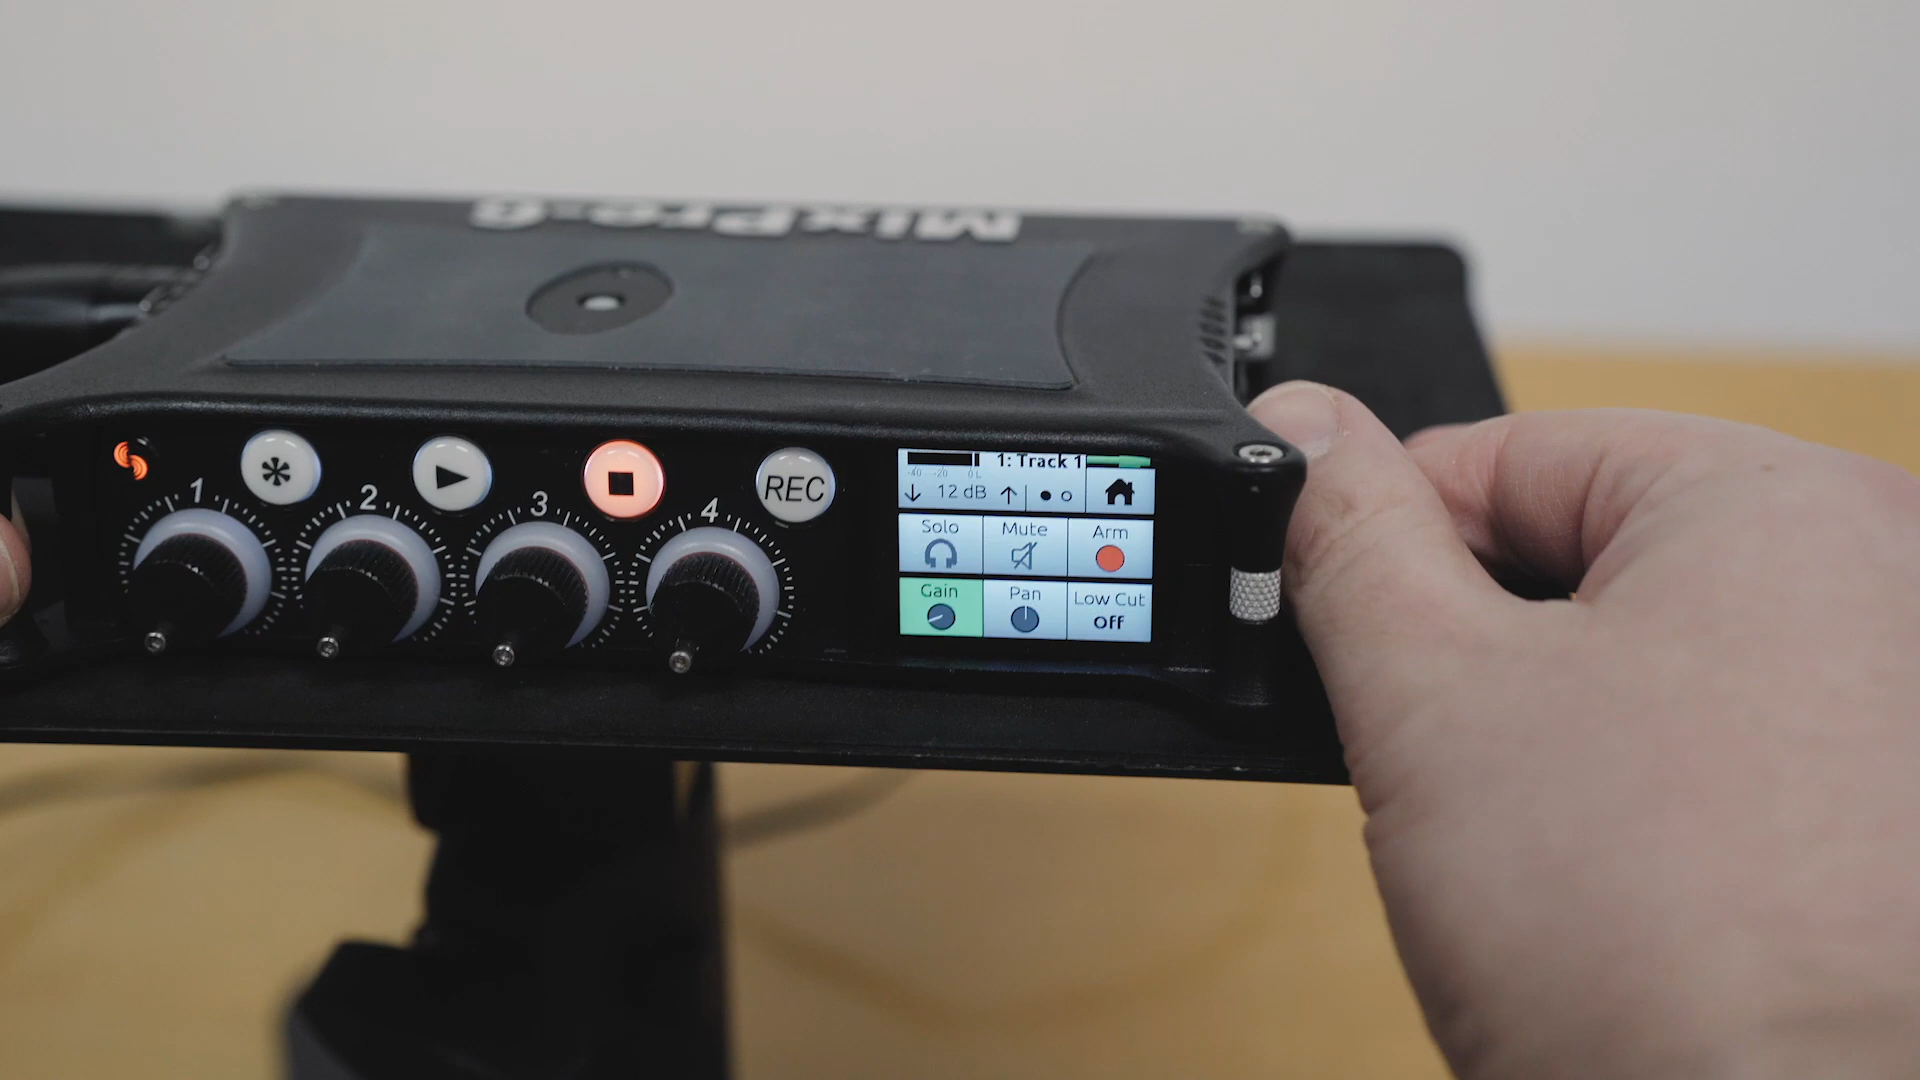 MixPre-6
1
2
3
4
REC
-40 -20 0 L
1: Track 1
12 dB
Solo
Mute
Arm
Gain
Pan
Low Cut
Off